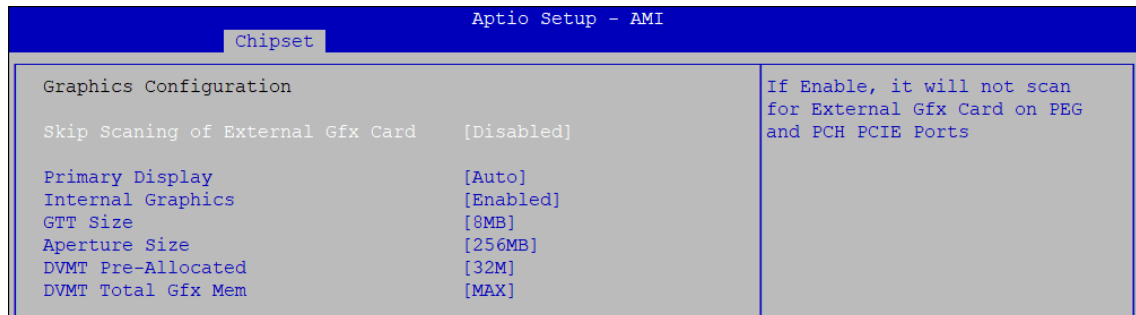 Aptio Setup - AMI
Chipset
Graphics Configuration
Skip Scaning of External Gfx Card [Disabled]
Primary Display [Auto]
Internal Graphics [Enabled]
GTT Size [8MB]
Aperture Size [256MB]
DVMT Pre-Allocated [32M]
DVMT Total Gfx Mem [MAX]
If Enable, it will not scan
for External Gfx Card on PEG
and PCH PCIE Ports